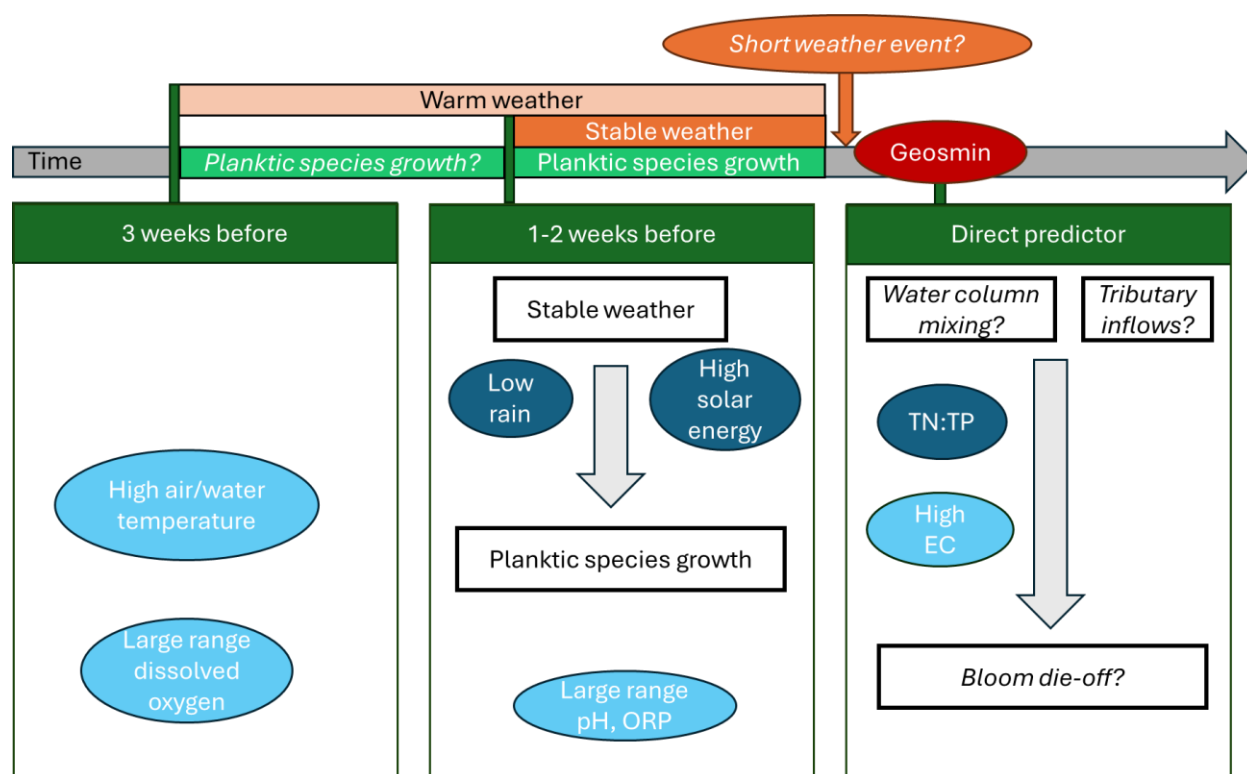 Short weather event?
Warm weather
Stable weather
Time
Planktic species growth?
Planktic species growth
Geosmin
3 weeks before
High air/water
temperature
Large range
dissolved
oxygen
1-2 weeks before
Stable weather
Low
rain
High
solar
energy
Planktic species growth
Large range
pH, ORP
Direct predictor
Water column
mixing?
Tributary
inflows?
TN:TP
High
EC
Bloom die-off?